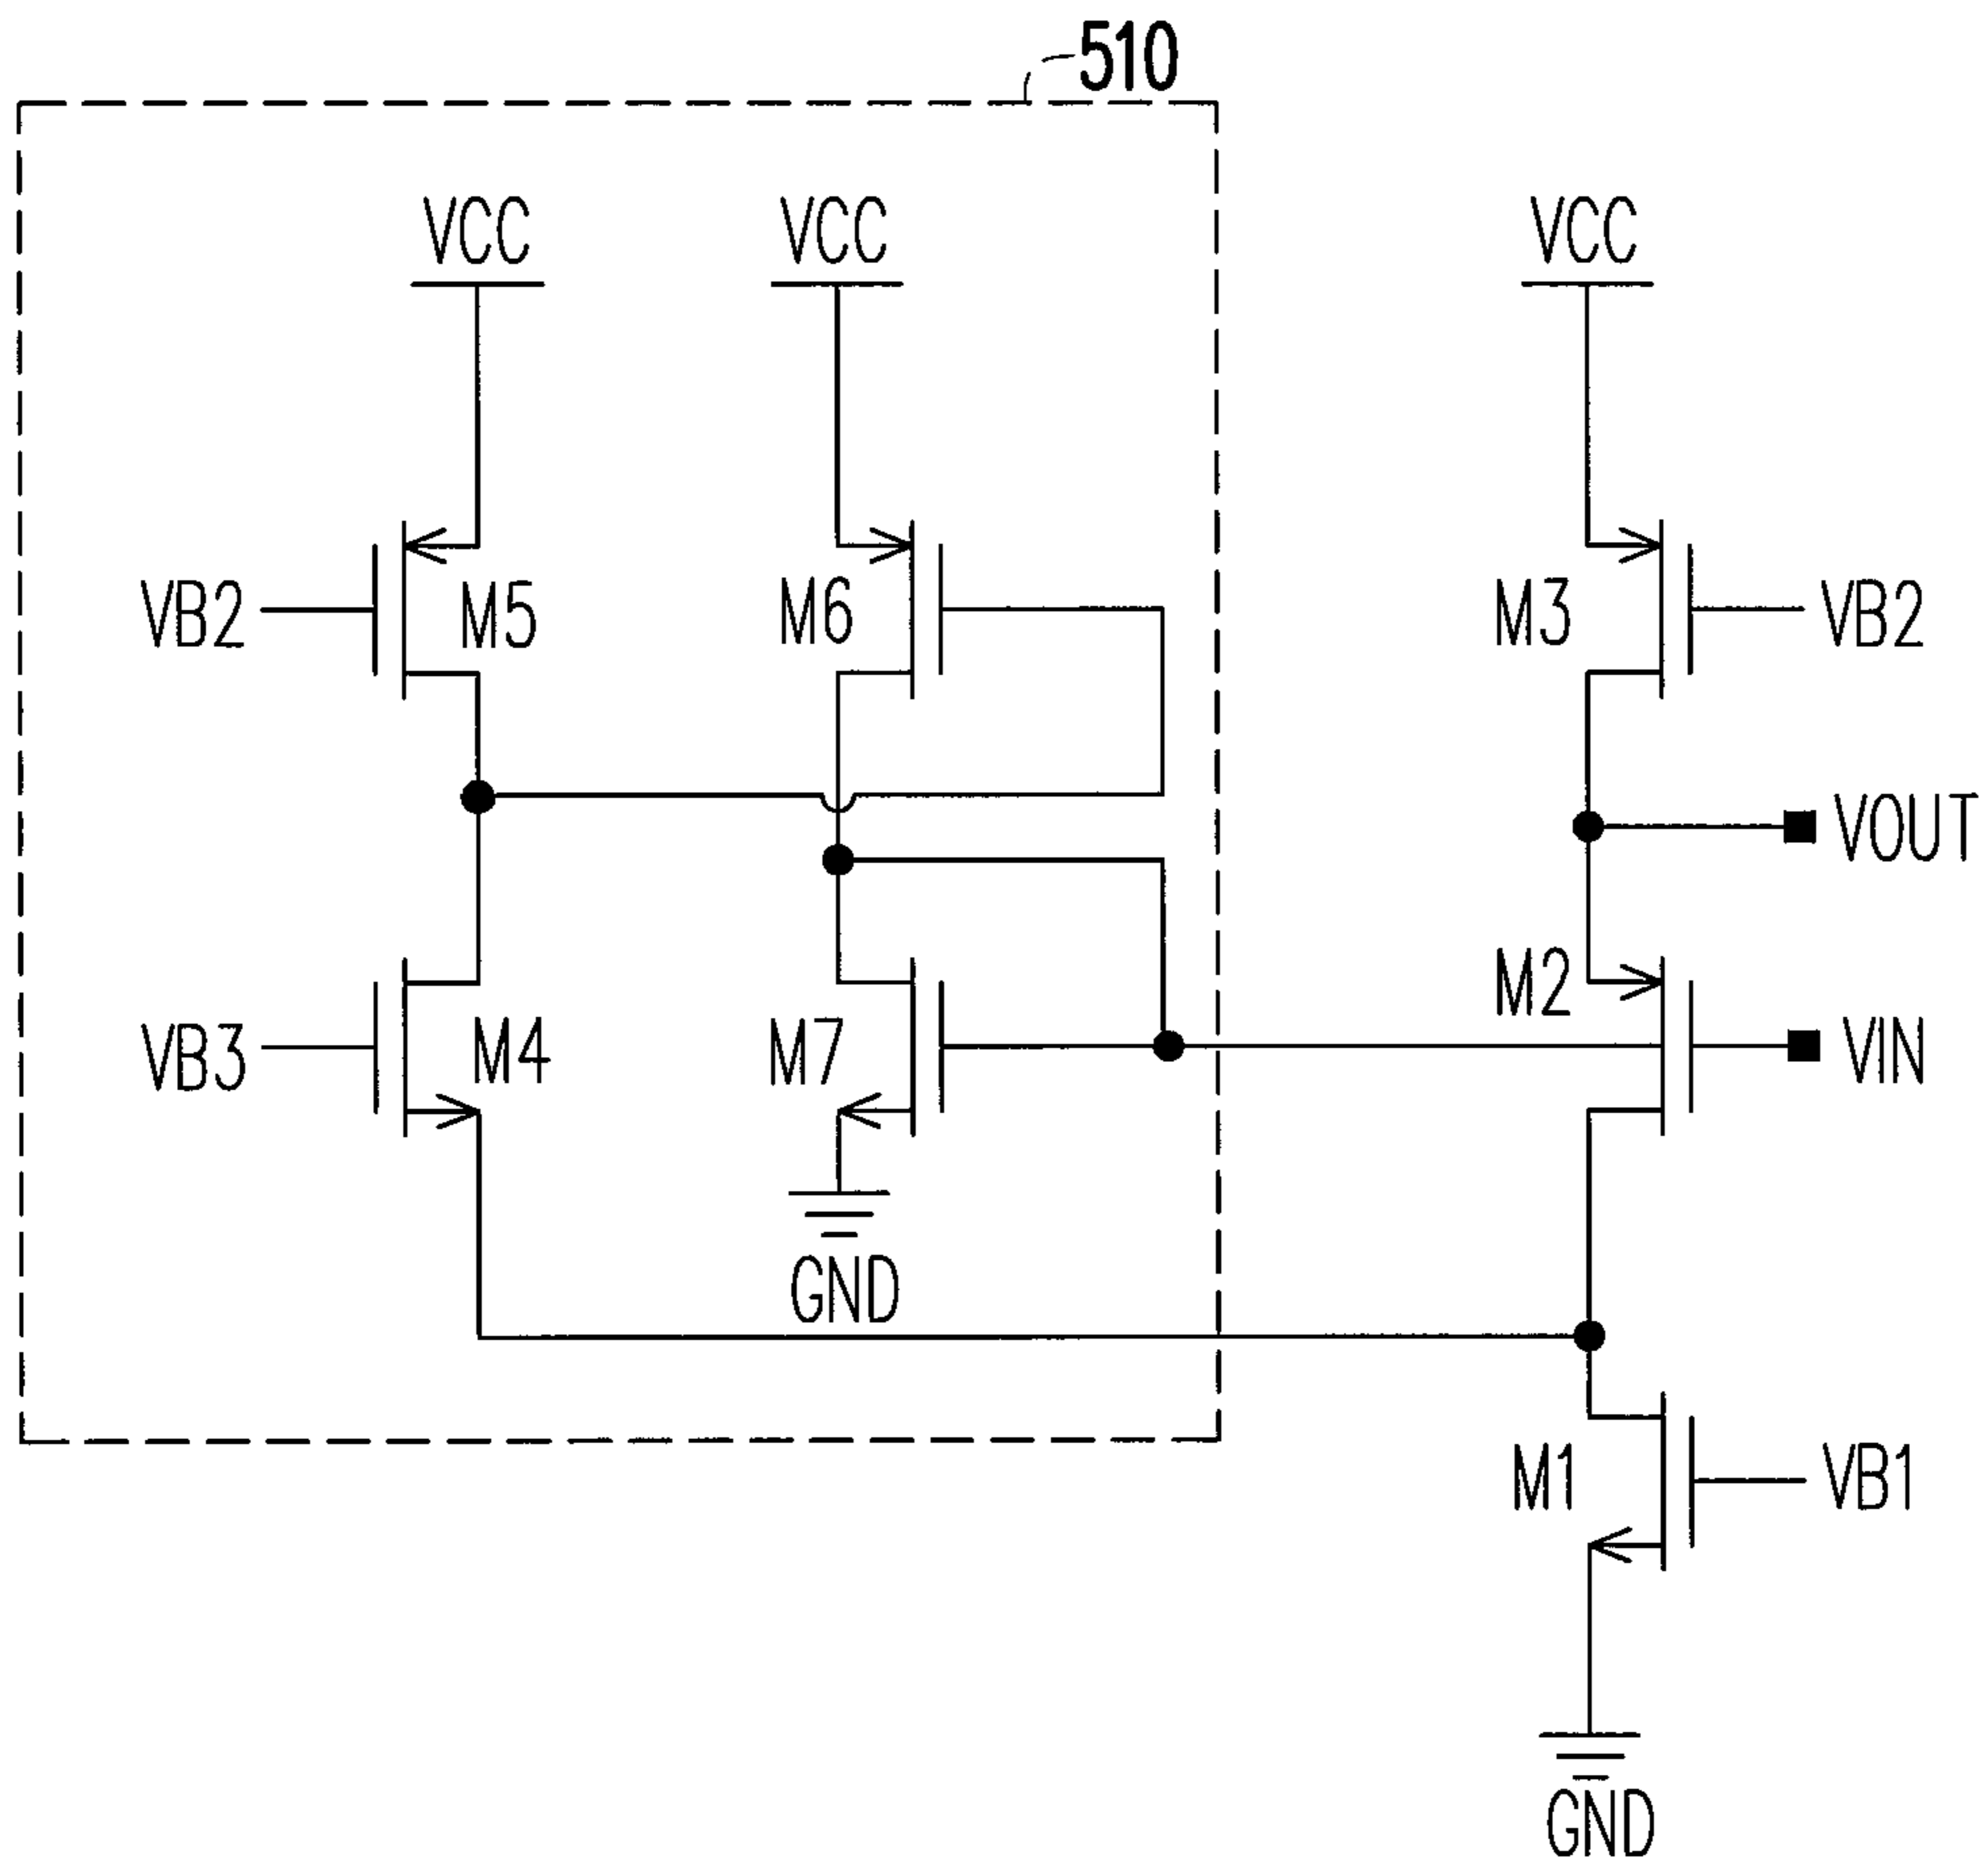 510
VCC
VCC
VCC
VB2
M5
M6
M3
VB2
VOUT
M2
VB3
M4
M7
VIN
GND
M1
VB1
GND